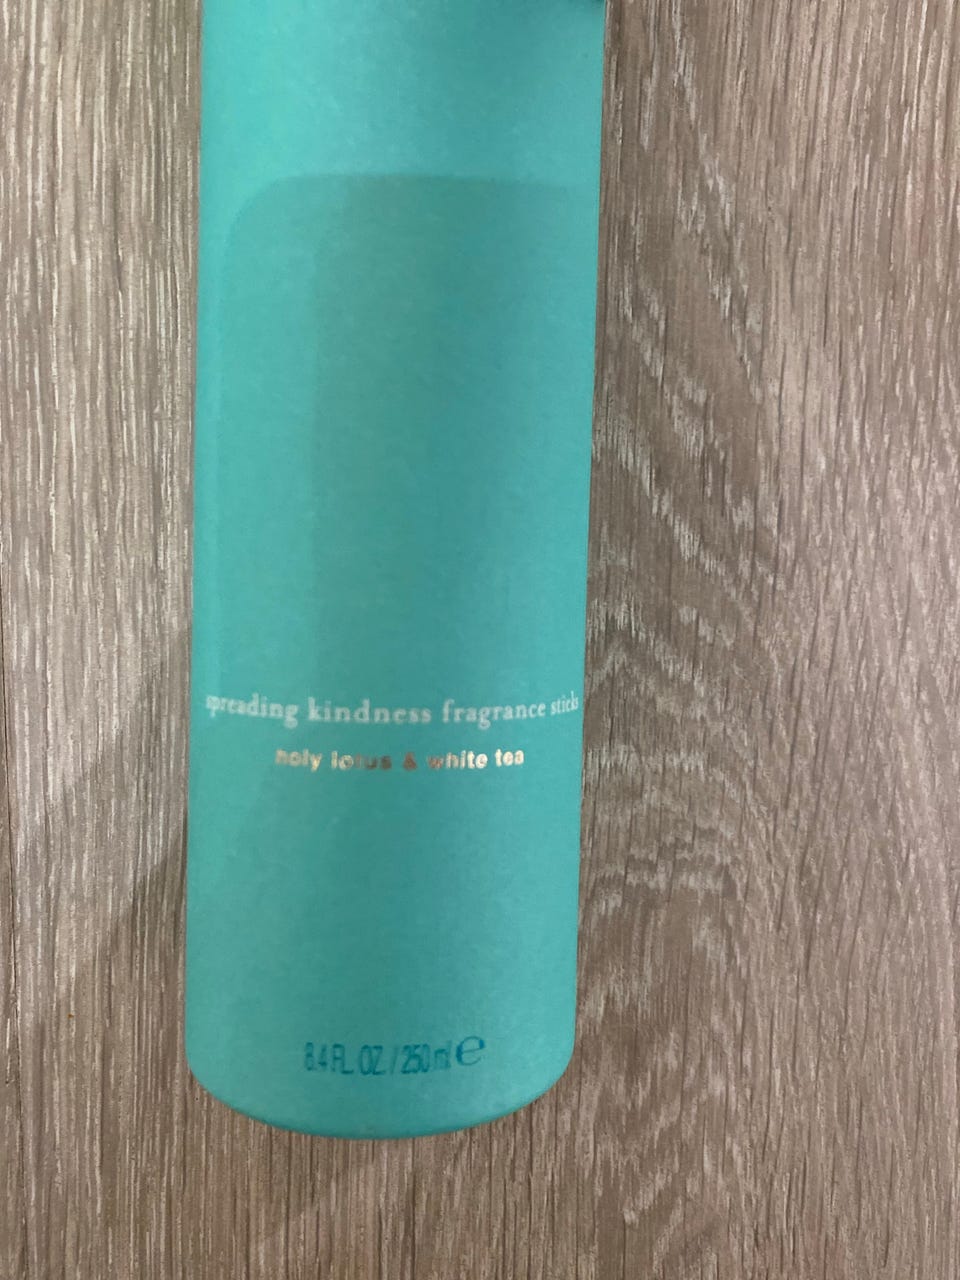 spreading kindness fragrance sticks
holy lotus & white tea
8.4 FL. OZ. / 250 ml e